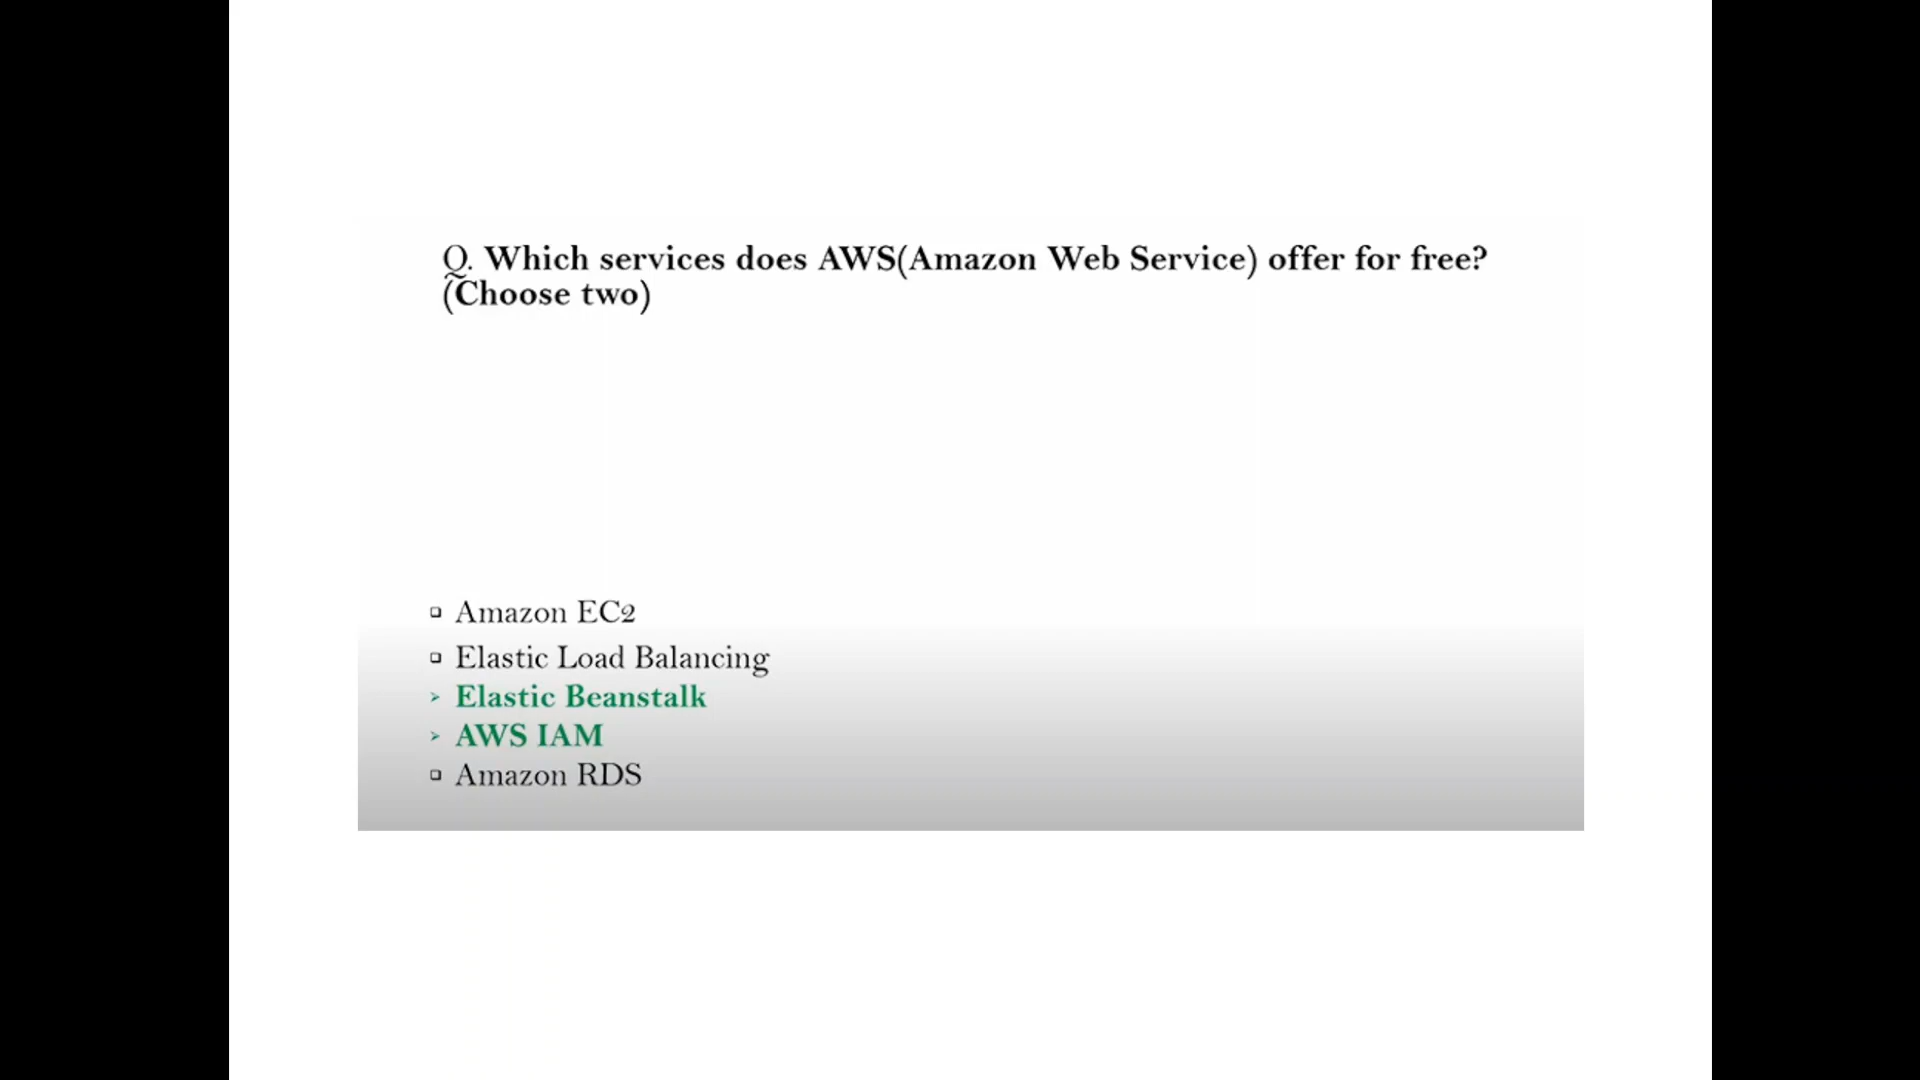 Q. Which services does AWS(Amazon Web Service) offer for free?
(Choose two)
Amazon EC2
Elastic Load Balancing
Elastic Beanstalk
AWS IAM
Amazon RDS